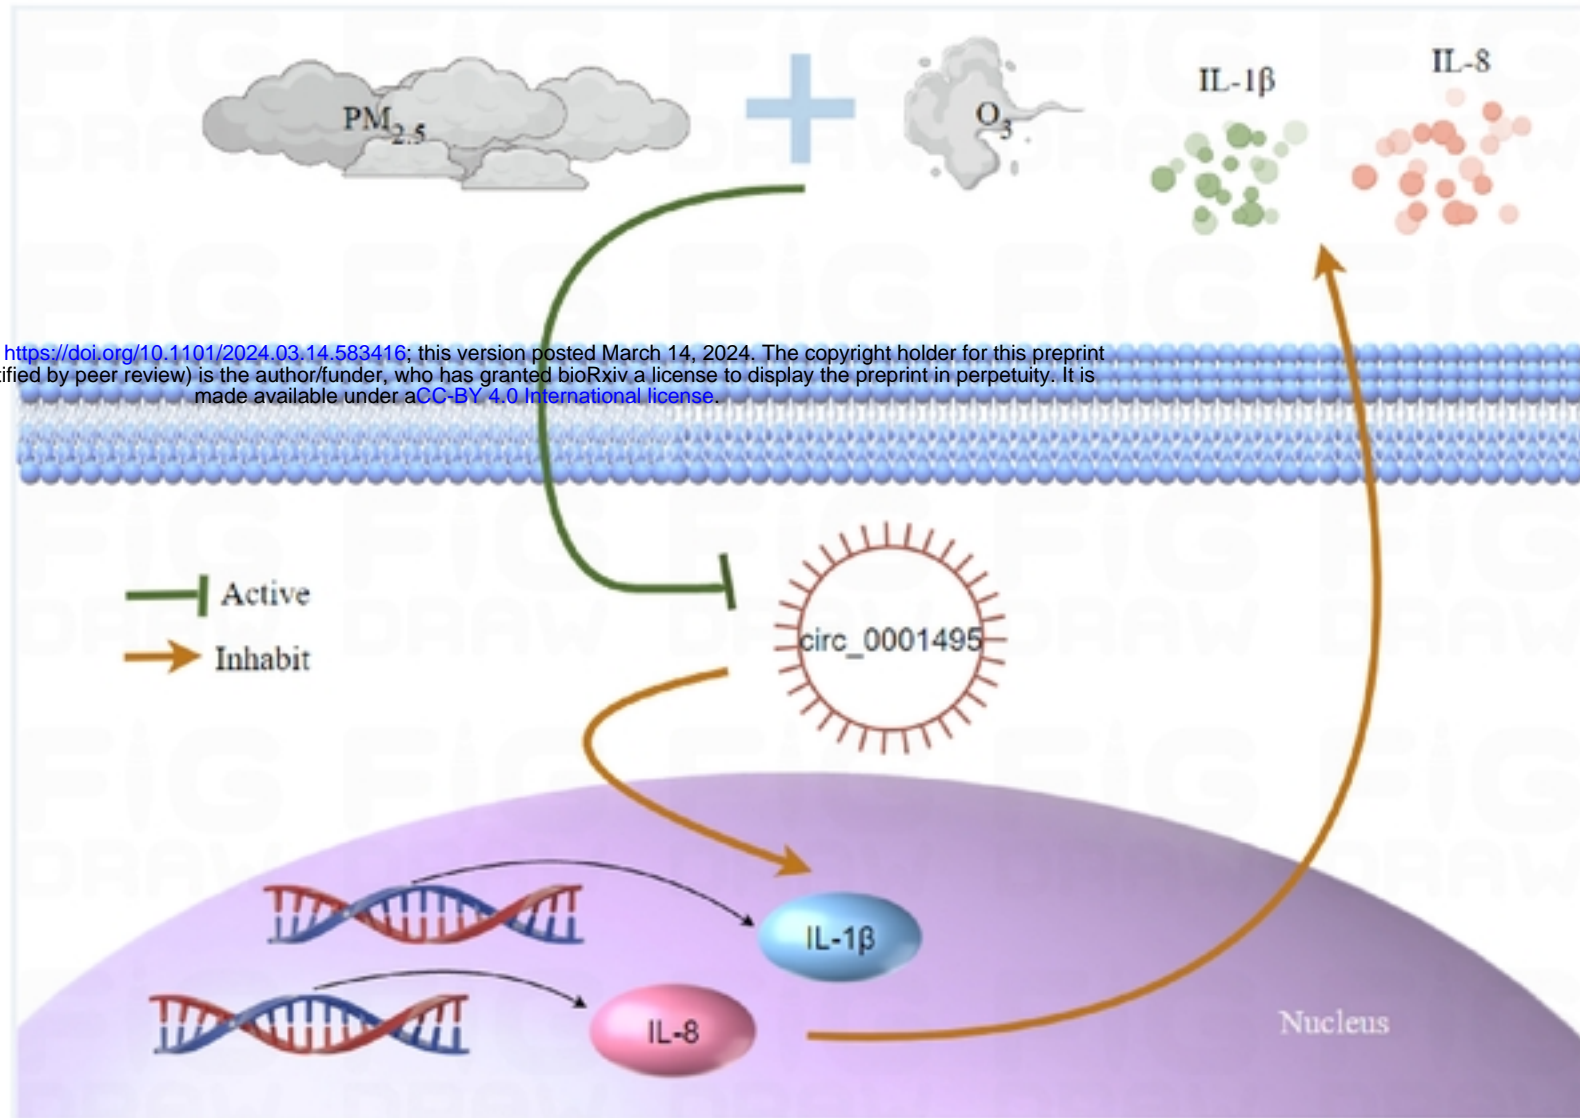 PM2.5
O3
IL-1β
IL-8
https://doi.org/10.1101/2024.03.14.583416; this version posted March 14, 2024. The copyright holder for this preprint
tified by peer review) is the author/funder, who has granted bioRxiv a license to display the preprint in perpetuity. It is
made available under aCC-BY 4.0 International license.
Active
Inhabit
circ_0001495
IL-1β
IL-8
Nucleus
FIG
DRAW